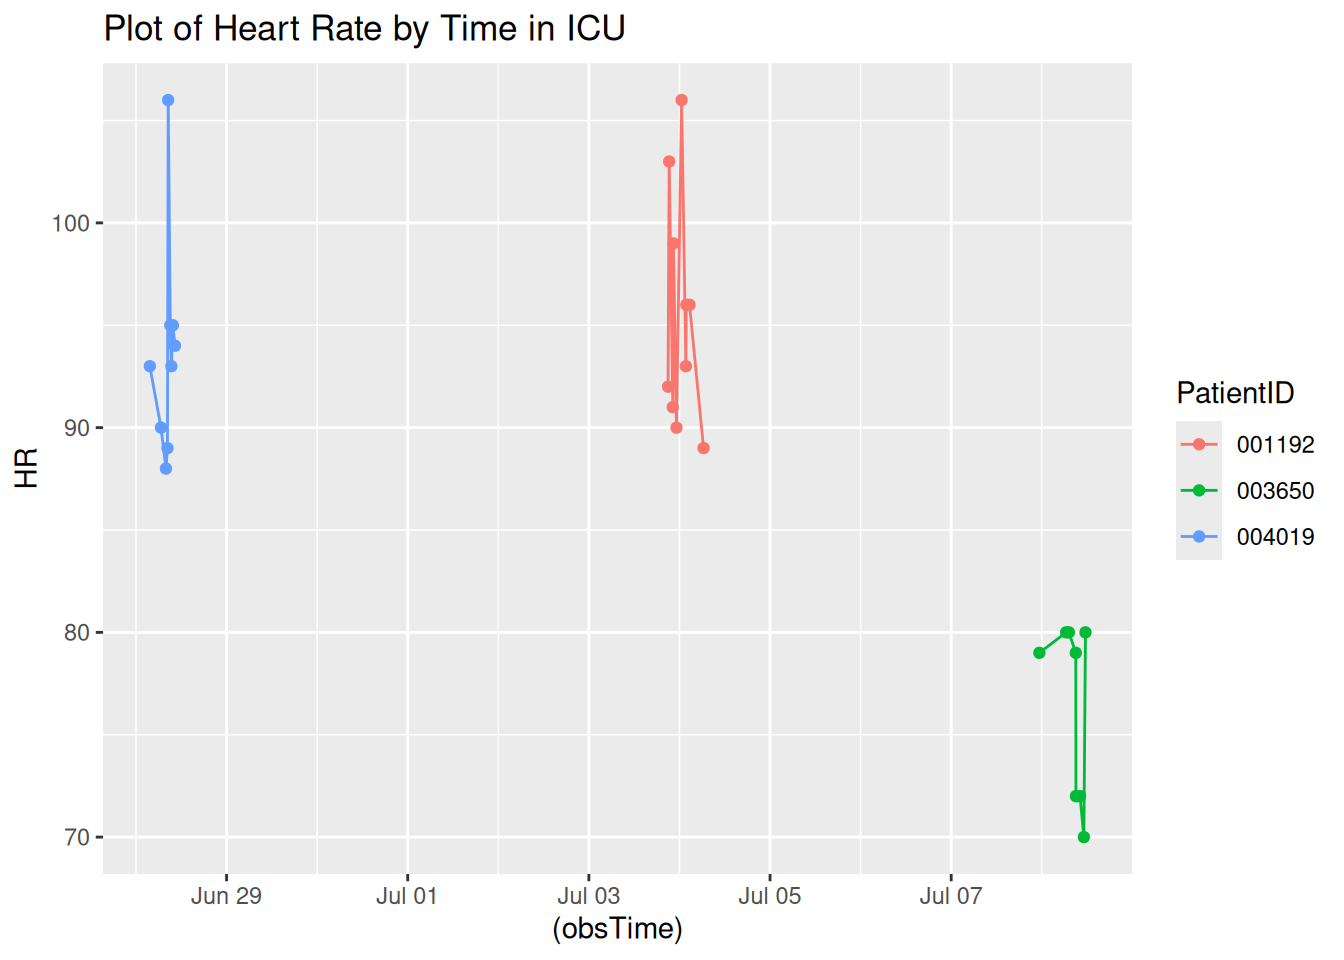 Plot of Heart Rate by Time in ICU
HR
100
90
80
70
Jun 29
Jul 01
Jul 03
Jul 05
Jul 07
(obsTime)
PatientID
001192
003650
004019